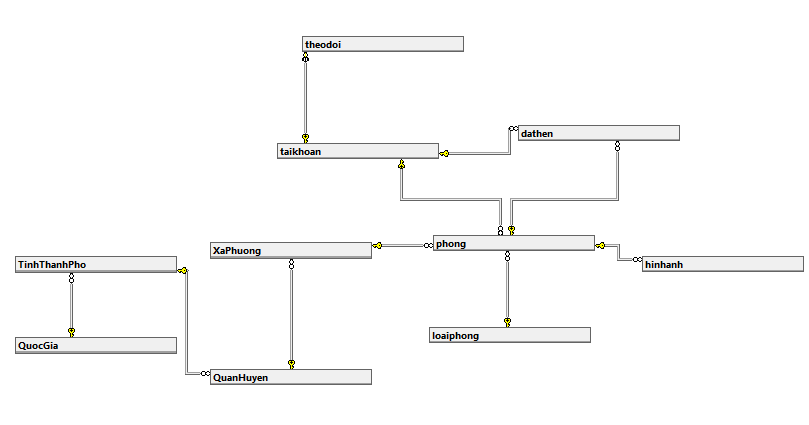 theodoi
dathen
taikhoan
phong
XaPhuong
TinhThanhPho
hinhanh
loaiphong
QuocGia
QuanHuyen